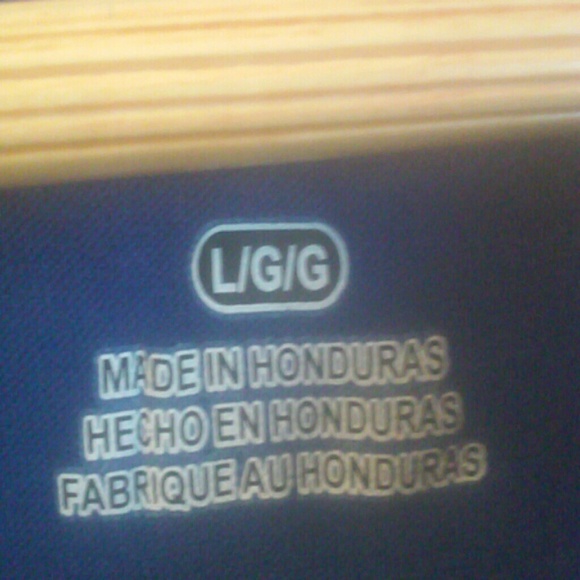 L/G/G
MADE IN HONDURAS
HECHO EN HONDURAS
FABRIQUE AU HONDURAS